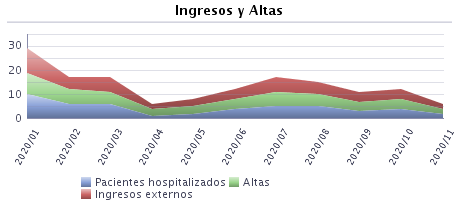 Ingresos y Altas
30
20
10
0
2020/01 2020/02 2020/03 2020/04 2020/05 2020/06 2020/07 2020/08 2020/09 2020/10 2020/11
Pacientes hospitalizados Altas
Ingresos externos